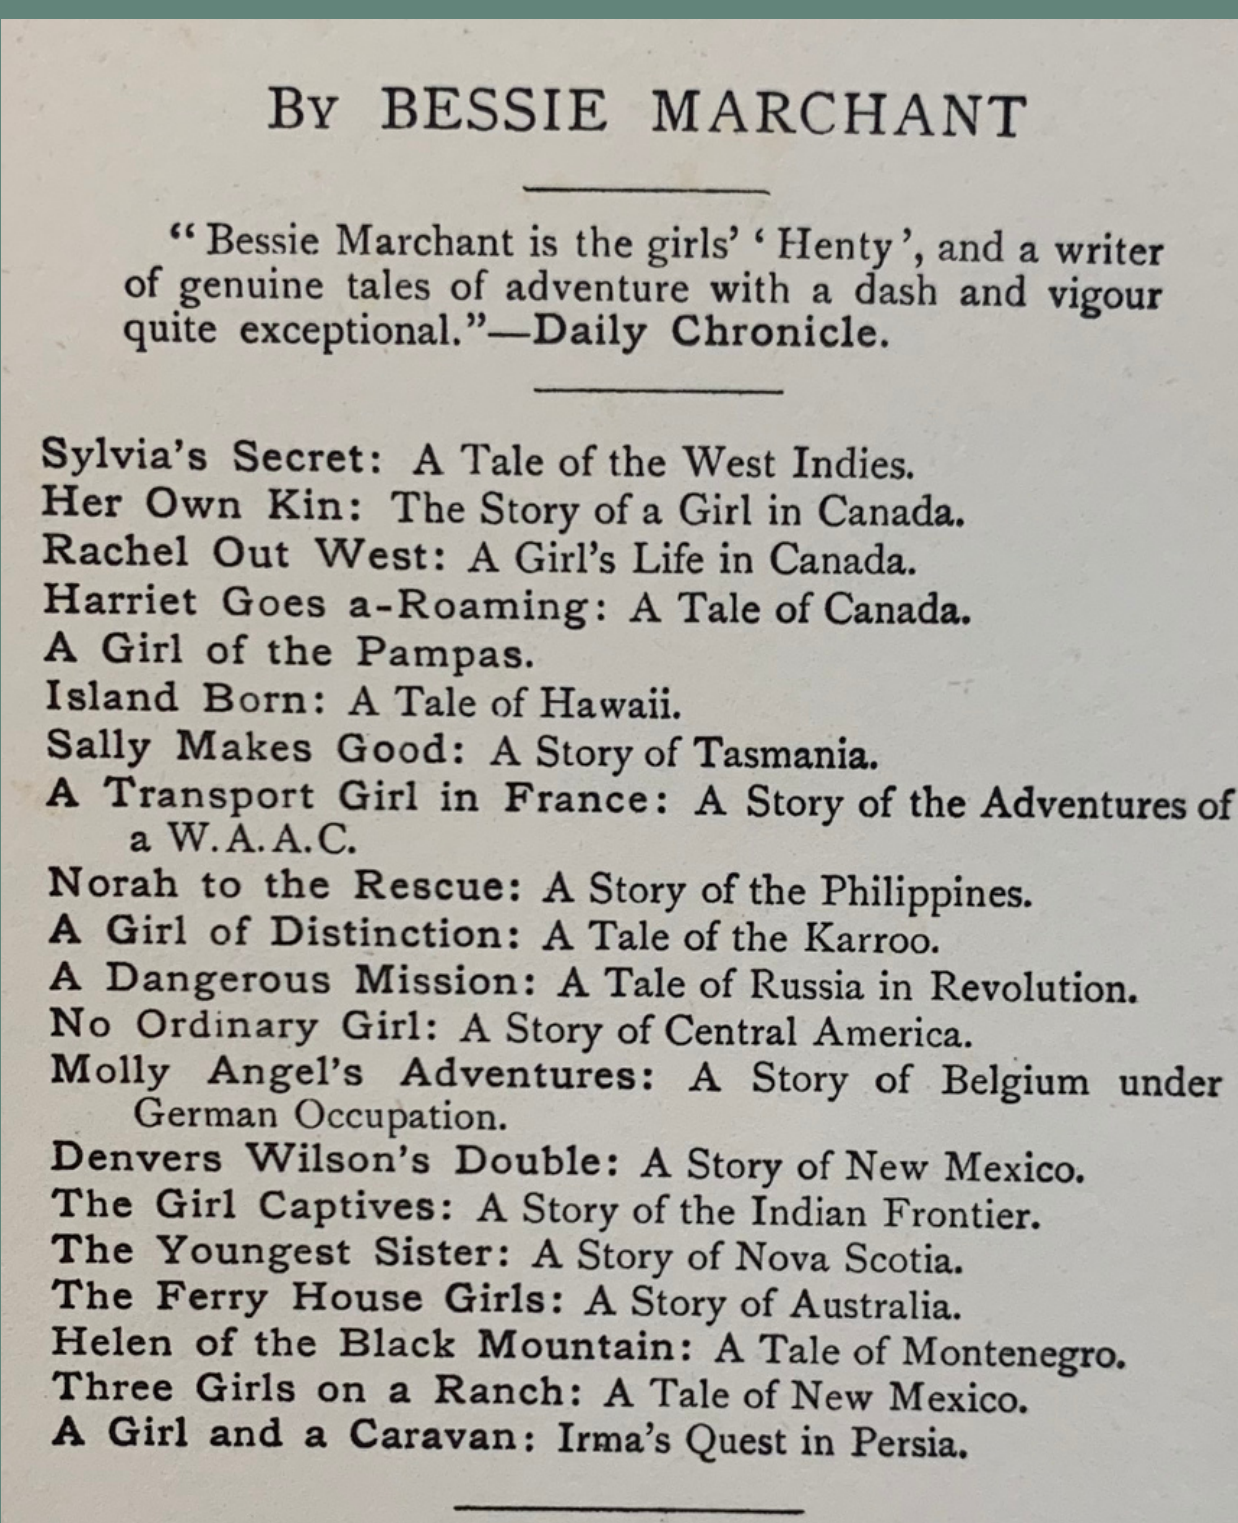 By BESSIE MARCHANT
“Bessie Marchant is the girls’ ‘Henty’, and a writer
of genuine tales of adventure with a dash and vigour
quite exceptional.”—Daily Chronicle.
Sylvia’s Secret: A Tale of the West Indies.
Her Own Kin: The Story of a Girl in Canada.
Rachel Out West: A Girl’s Life in Canada.
Harriet Goes a-Roaming: A Tale of Canada.
A Girl of the Pampas.
Island Born: A Tale of Hawaii.
Sally Makes Good: A Story of Tasmania.
A Transport Girl in France: A Story of the Adventures of
a W.A.A.C.
Norah to the Rescue: A Story of the Philippines.
A Girl of Distinction: A Tale of the Karroo.
A Dangerous Mission: A Tale of Russia in Revolution.
No Ordinary Girl: A Story of Central America.
Molly Angel’s Adventures: A Story of Belgium under
German Occupation.
Denvers Wilson’s Double: A Story of New Mexico.
The Girl Captives: A Story of the Indian Frontier.
The Youngest Sister: A Story of Nova Scotia.
The Ferry House Girls: A Story of Australia.
Helen of the Black Mountain: A Tale of Montenegro.
Three Girls on a Ranch: A Tale of New Mexico.
A Girl and a Caravan: Irma’s Quest in Persia.